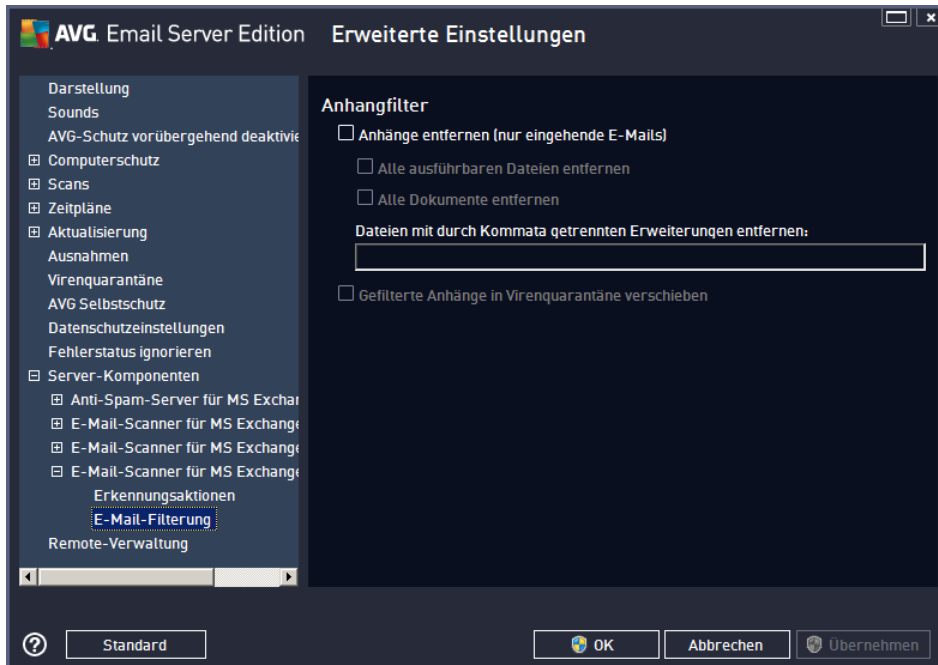 AVG. Email Server Edition Erweiterte Einstellungen
Darstellung
Sounds
AVG-Schutz vorübergehend deaktivie
Computerschutz
Scans
Zeitpläne
Aktualisierung
Ausnahmen
Virenquarantäne
AVG Selbstschutz
Datenschutzeinstellungen
Fehlerstatus ignorieren
Server-Komponenten
Anti-Spam-Server für MS Exchan
E-Mail-Scanner für MS Exchange
E-Mail-Scanner für MS Exchange
E-Mail-Scanner für MS Exchange
Erkennungsaktionen
E-Mail-Filterung
Remote-Verwaltung
Anhangfilter
Anhänge entfernen (nur eingehende E-Mails)
Alle ausführbaren Dateien entfernen
Alle Dokumente entfernen
Dateien mit durch Kommata getrennten Erweiterungen entfernen:
Gefilterte Anhänge in Virenquarantäne verschieben
Standard
OK
Abbrechen
Übernehmen